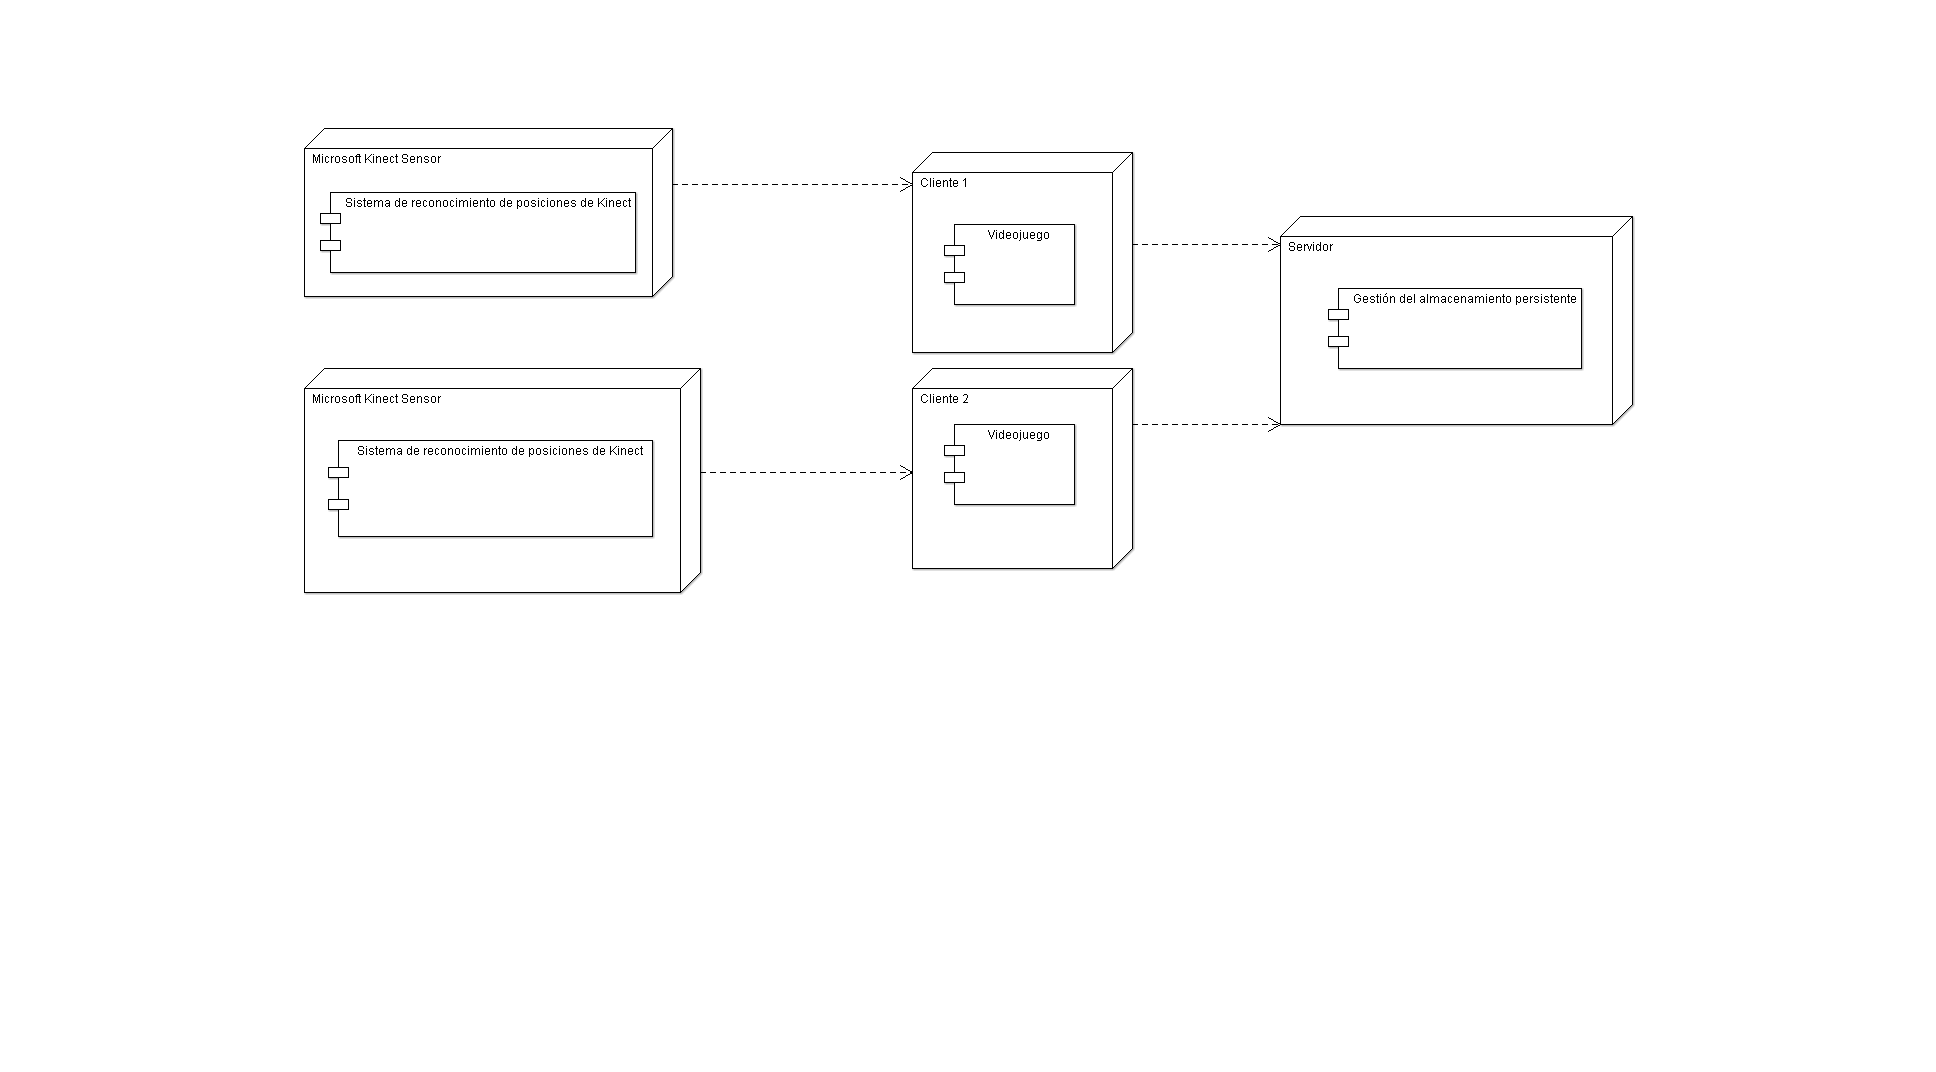 Microsoft Kinect Sensor
Sistema de reconocimiento de posiciones de Kinect
Cliente 1
Videojuego
Servidor
Gestión del almacenamiento persistente
Microsoft Kinect Sensor
Sistema de reconocimiento de posiciones de Kinect
Cliente 2
Videojuego